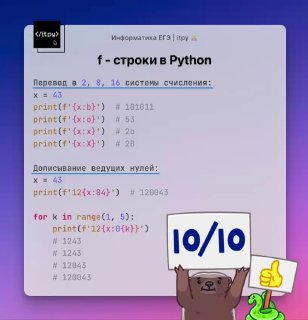 </itpy>
Информатика ЕГЭ | itpy
f - строки в Python
Перевод в 2, 8, 16 системы счисления:
x = 43
print(f'{x:b}')  # 101011
print(f'{x:o}')  # 53
print(f'{x:x}')  # 2b
print(f'{x:X}')  # 2B
Дописывание ведущих нулей:
x = 43
print(f'12{x:04}')  # 120043
for k in range(1, 5):
print(f'12{x:0{k}}')
# 1243
# 1243
# 12043
# 120043
10/10